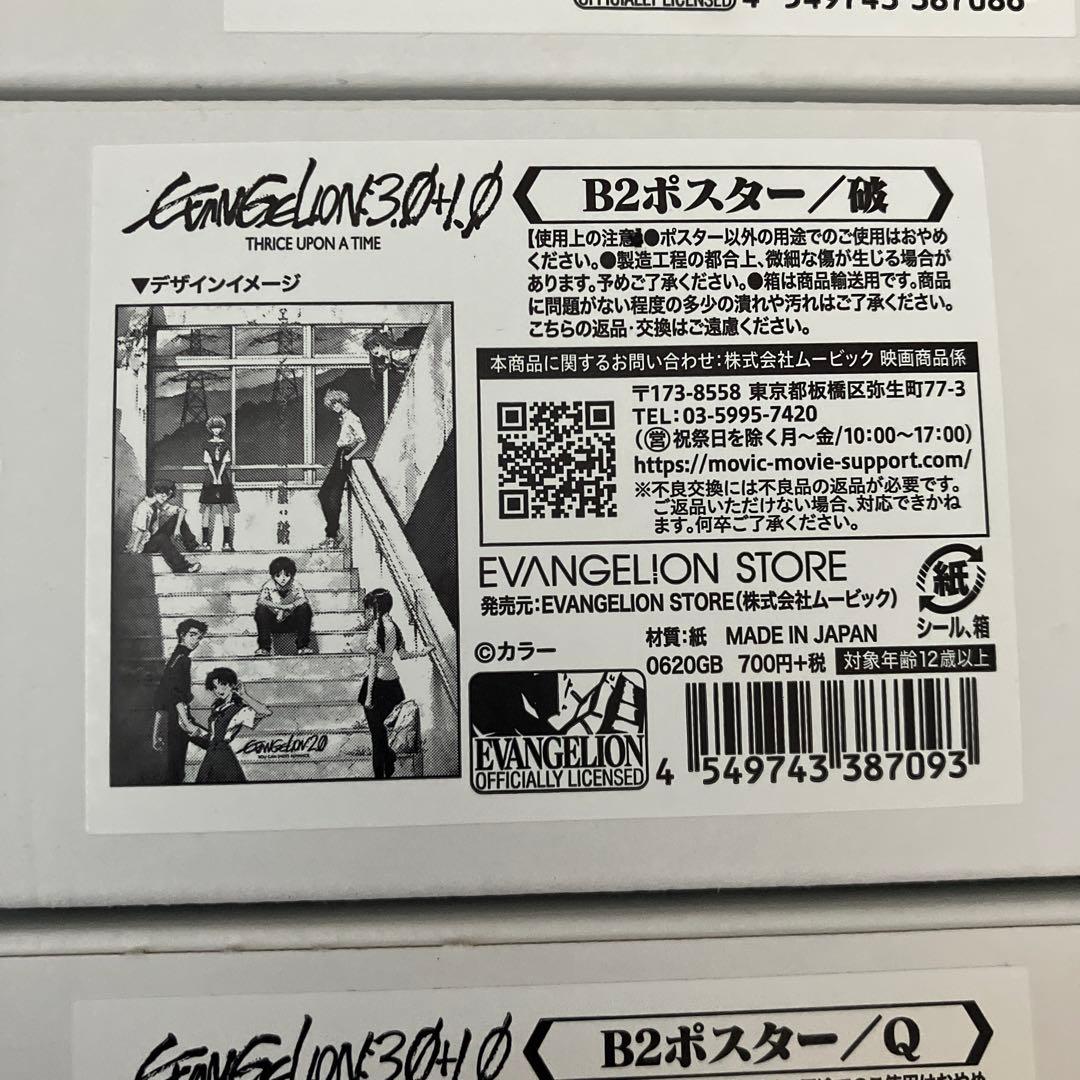 OFFICIALLY LICENSED
4 549743 387086
EVANGELION:3.0+1.0
THRICE UPON A TIME
B2ポスター/破
【使用上の注意】●ポスター以外の用途でのご使用はおやめ
ください。●製造工程の都合上、微細な傷が生じる場合が
あります。予めご了承ください。●箱は商品輸送用です。商品
に問題がない程度の多少の潰れや汚れはご了承ください。
こちらの返品・交換はご遠慮ください。
▼デザインイメージ
破
EVANGELION:2.0
YOU CAN (NOT) ADVANCE.
本商品に関するお問い合わせ:株式会社ムービック 映画商品係
〒173-8558 東京都板橋区弥生町77-3
TEL:03-5995-7420
(㊢祝祭日を除く月~金/10:00~17:00)
https://movic-movie-support.com/
※不良交換には不良品の返品が必要です。
ご返品いただけない場合、対応できかね
ます。何卒ご了承ください。
EVANGELION STORE
発売元:EVANGELION STORE(株式会社ムービック)
紙
シール、箱
材質:紙 MADE IN JAPAN
©カラー
0620GB 700円+税 対象年齢12歳以上
EVANGELION
OFFICIALLY LICENSED
4 549743 387093
EVANGELION:3.0+1.0
B2ポスター/Q